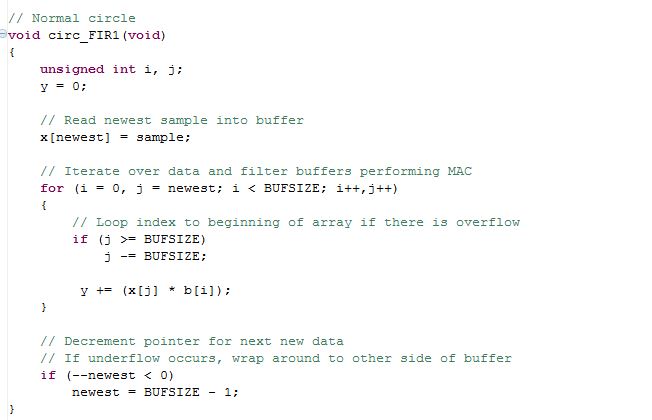 // Normal circle
void circ_FIR1(void)
{
    unsigned int i, j;
    y = 0;

    // Read newest sample into buffer
    x[newest] = sample;

    // Iterate over data and filter buffers performing MAC
    for (i = 0, j = newest; i < BUFSIZE; i++,j++)
    {
        // Loop index to beginning of array if there is overflow
        if (j >= BUFSIZE)
            j -= BUFSIZE;

         y += (x[j] * b[i]);
    }

    // Decrement pointer for next new data
    // If underflow occurs, wrap around to other side of buffer
    if (--newest < 0)
        newest = BUFSIZE - 1;
}